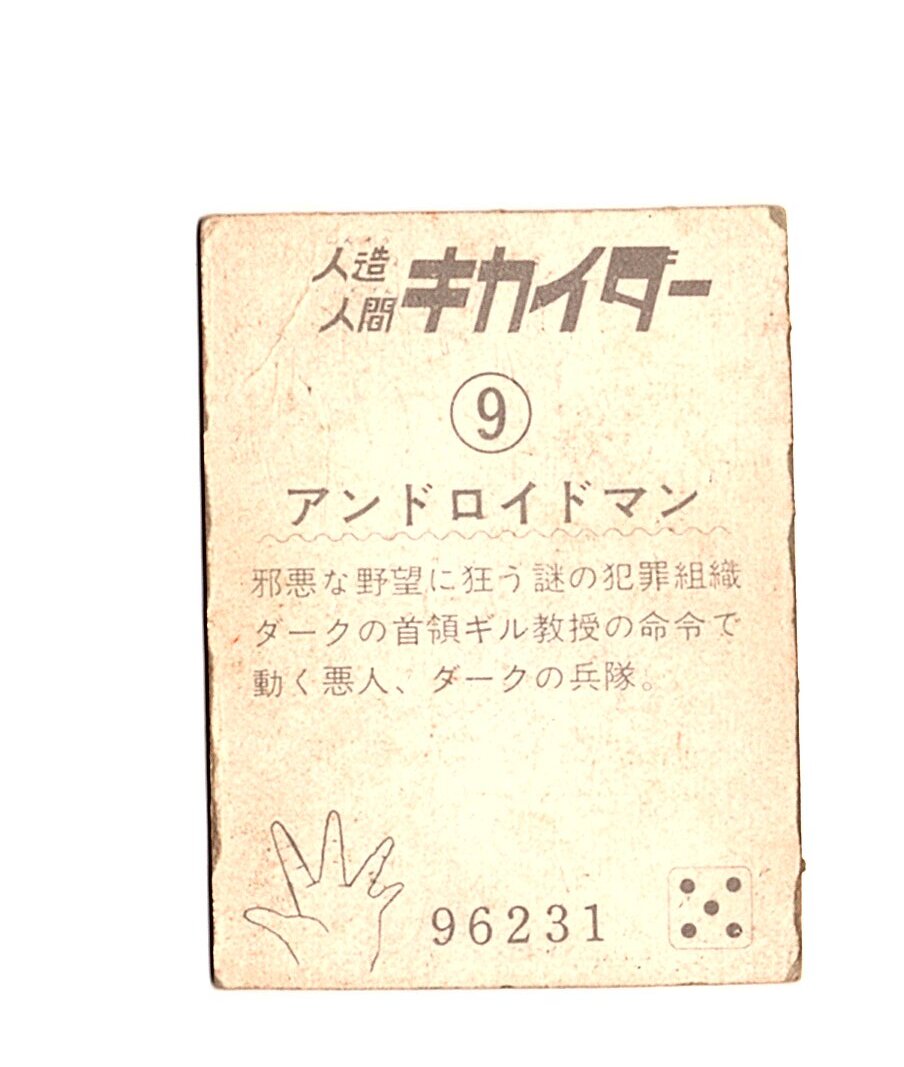 人造
人間
キカイダー
9
アンドロイドマン
邪悪な野望に狂う謎の犯罪組織
ダークの首領ギル教授の命令で
動く悪人、ダークの兵隊。
96231